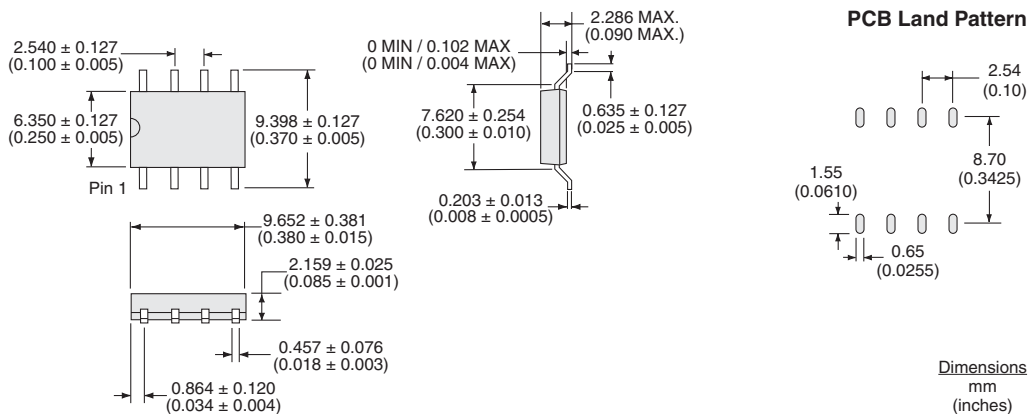 2.540 ± 0.127
(0.100 ± 0.005)
6.350 ± 0.127
(0.250 ± 0.005)
9.398 ± 0.127
(0.370 ± 0.005)
Pin 1
9.652 ± 0.381
(0.380 ± 0.015)
2.159 ± 0.025
(0.085 ± 0.001)
0.457 ± 0.076
(0.018 ± 0.003)
0.864 ± 0.120
(0.034 ± 0.004)
2.286 MAX.
(0.090 MAX.)
0 MIN / 0.102 MAX
(0 MIN / 0.004 MAX
7.620 ± 0.254
(0.300 ± 0.010)
0.635 ± 0.127
(0.025 ± 0.005)
0.203 ± 0.013
(0.008 ± 0.0005)
PCB Land Pattern
2.54
(0.10)
8.70
(0.3425)
1.55
(0.0610)
0.65
(0.0255)
Dimensions
mm
(inches)